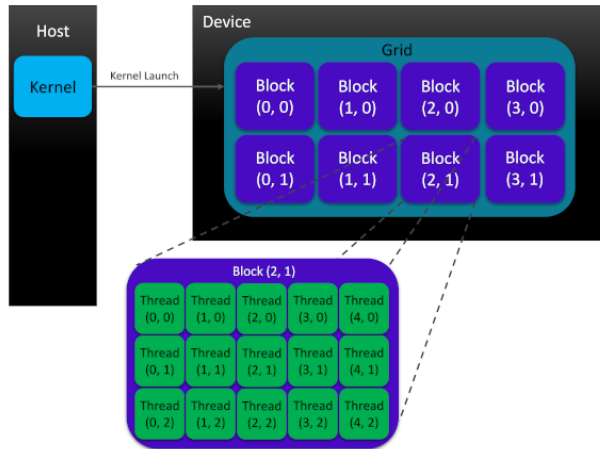 Host
Kernel
Kernel Launch
Device
Grid
Block
(0, 0)
Block
(1, 0)
Block
(2, 0)
Block
(3, 0)
Block
(0, 1)
Block
(1, 1)
Block
(2, 1)
Block
(3, 1)
Block (2, 1)
Thread
(0, 0)
Thread
(1, 0)
Thread
(2, 0)
Thread
(3, 0)
Thread
(4, 0)
Thread
(0, 1)
Thread
(1, 1)
Thread
(2, 1)
Thread
(3, 1)
Thread
(4, 1)
Thread
(0, 2)
Thread
(1, 2)
Thread
(2, 2)
Thread
(3, 2)
Thread
(4, 2)